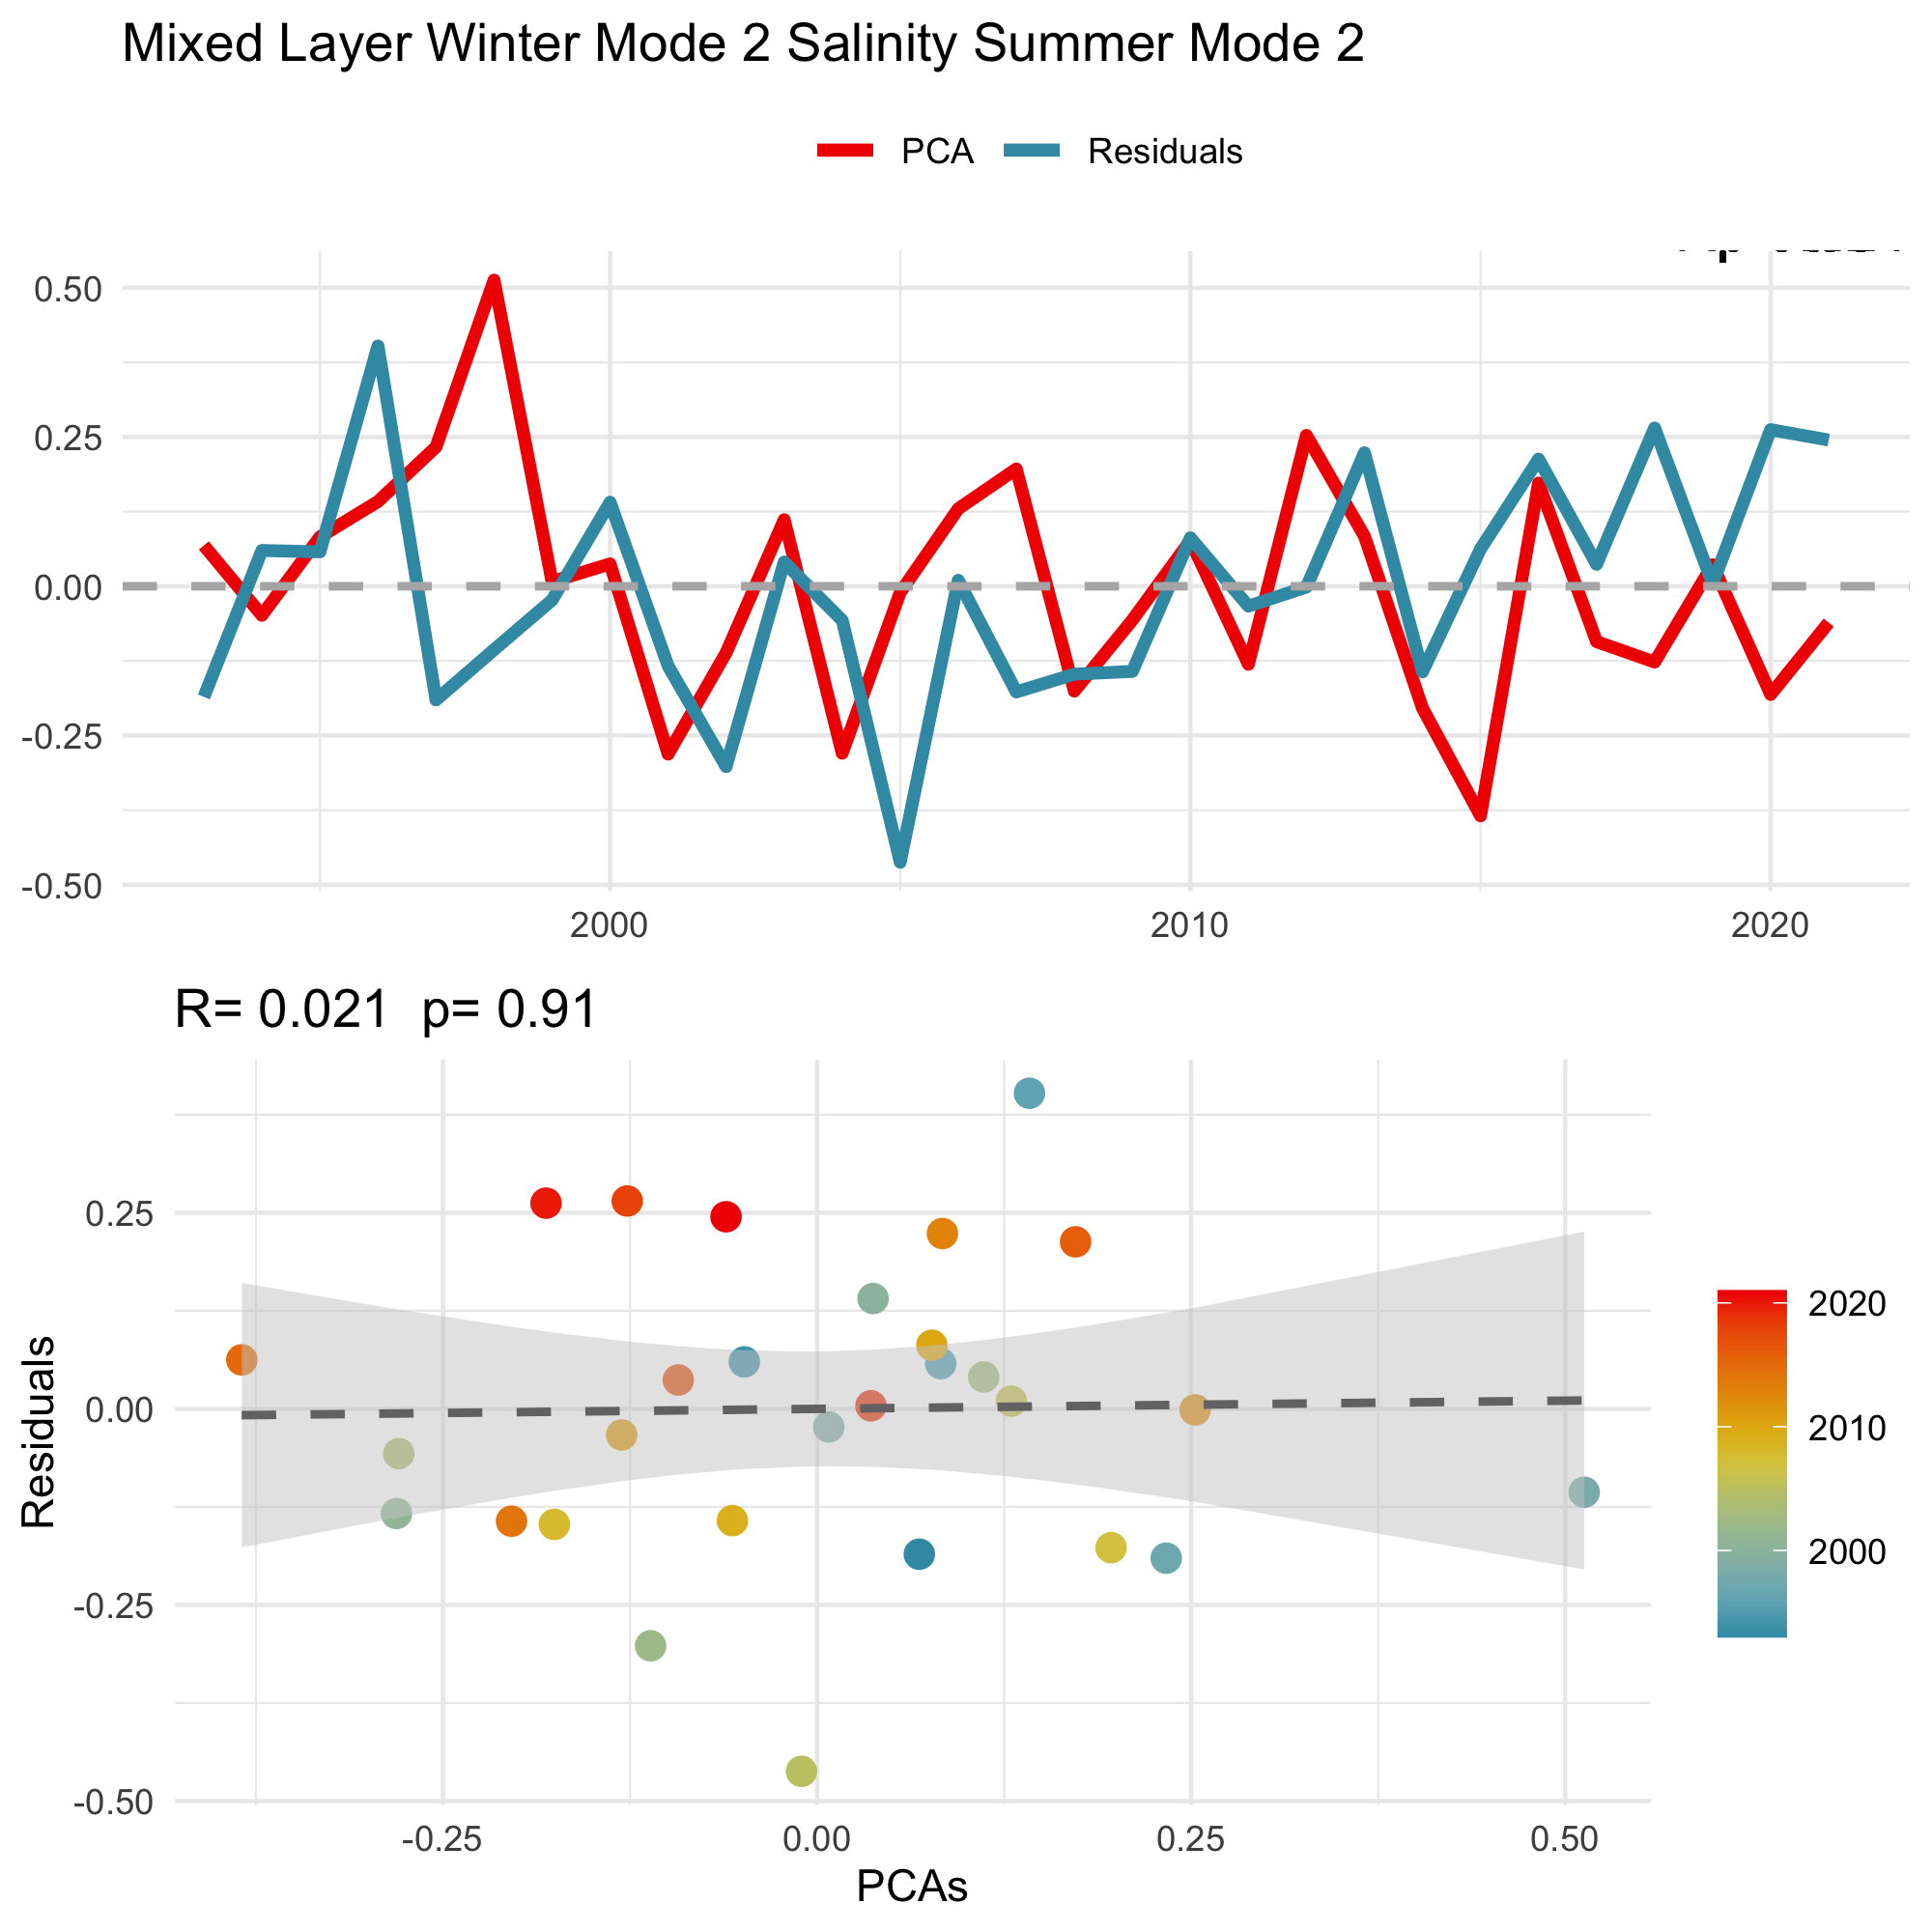 Mixed Layer Winter Mode 2 Salinity Summer Mode 2
PCA Residuals
0.50
0.25
0.00
-0.25
-0.50
2000 2010 2020
R= 0.021 p= 0.91
Residuals
0.25
0.00
-0.25
-0.50
-0.25 0.00 0.25 0.50
PCAs
2020
2010
2000